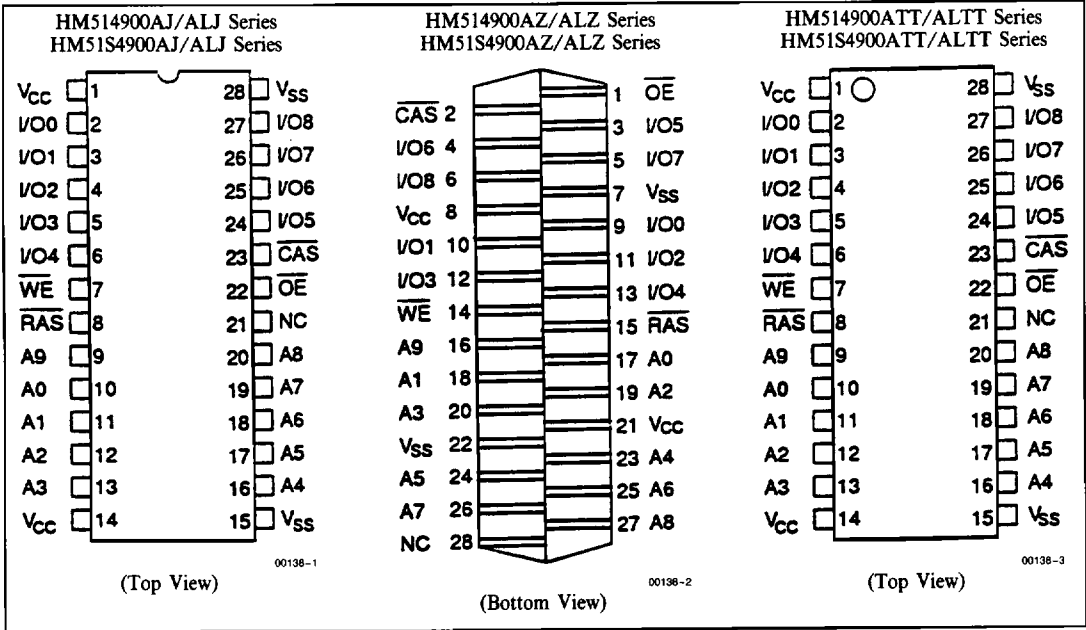 HM514900AJ/ALJ Series
HM51S4900AJ/ALJ Series
VCC 1 28 VSS
I/O0 2 27 I/O8
I/O1 3 26 I/O7
I/O2 4 25 I/O6
I/O3 5 24 I/O5
I/O4 6 23 CAS
WE 7 22 OE
RAS 8 21 NC
A9 9 20 A8
A0 10 19 A7
A1 11 18 A6
A2 12 17 A5
A3 13 16 A4
VCC 14 15 VSS
00138-1
(Top View)
HM514900AZ/ALZ Series
HM51S4900AZ/ALZ Series
1 OE
CAS 2
3 I/O5
I/O6 4
5 I/O7
I/O8 6
7 VSS
VCC 8
9 I/O0
I/O1 10
11 I/O2
I/O3 12
13 I/O4
WE 14
15 RAS
A9 16
17 A0
A1 18
19 A2
A3 20
21 VCC
VSS 22
23 A4
A5 24
25 A6
A7 26
27 A8
NC 28
00138-2
(Bottom View)
HM514900ATT/ALTT Series
HM51S4900ATT/ALTT Series
VCC 1 28 VSS
I/O0 2 27 I/O8
I/O1 3 26 I/O7
I/O2 4 25 I/O6
I/O3 5 24 I/O5
I/O4 6 23 CAS
WE 7 22 OE
RAS 8 21 NC
A9 9 20 A8
A0 10 19 A7
A1 11 18 A6
A2 12 17 A5
A3 13 16 A4
VCC 14 15 VSS
00138-3
(Top View)